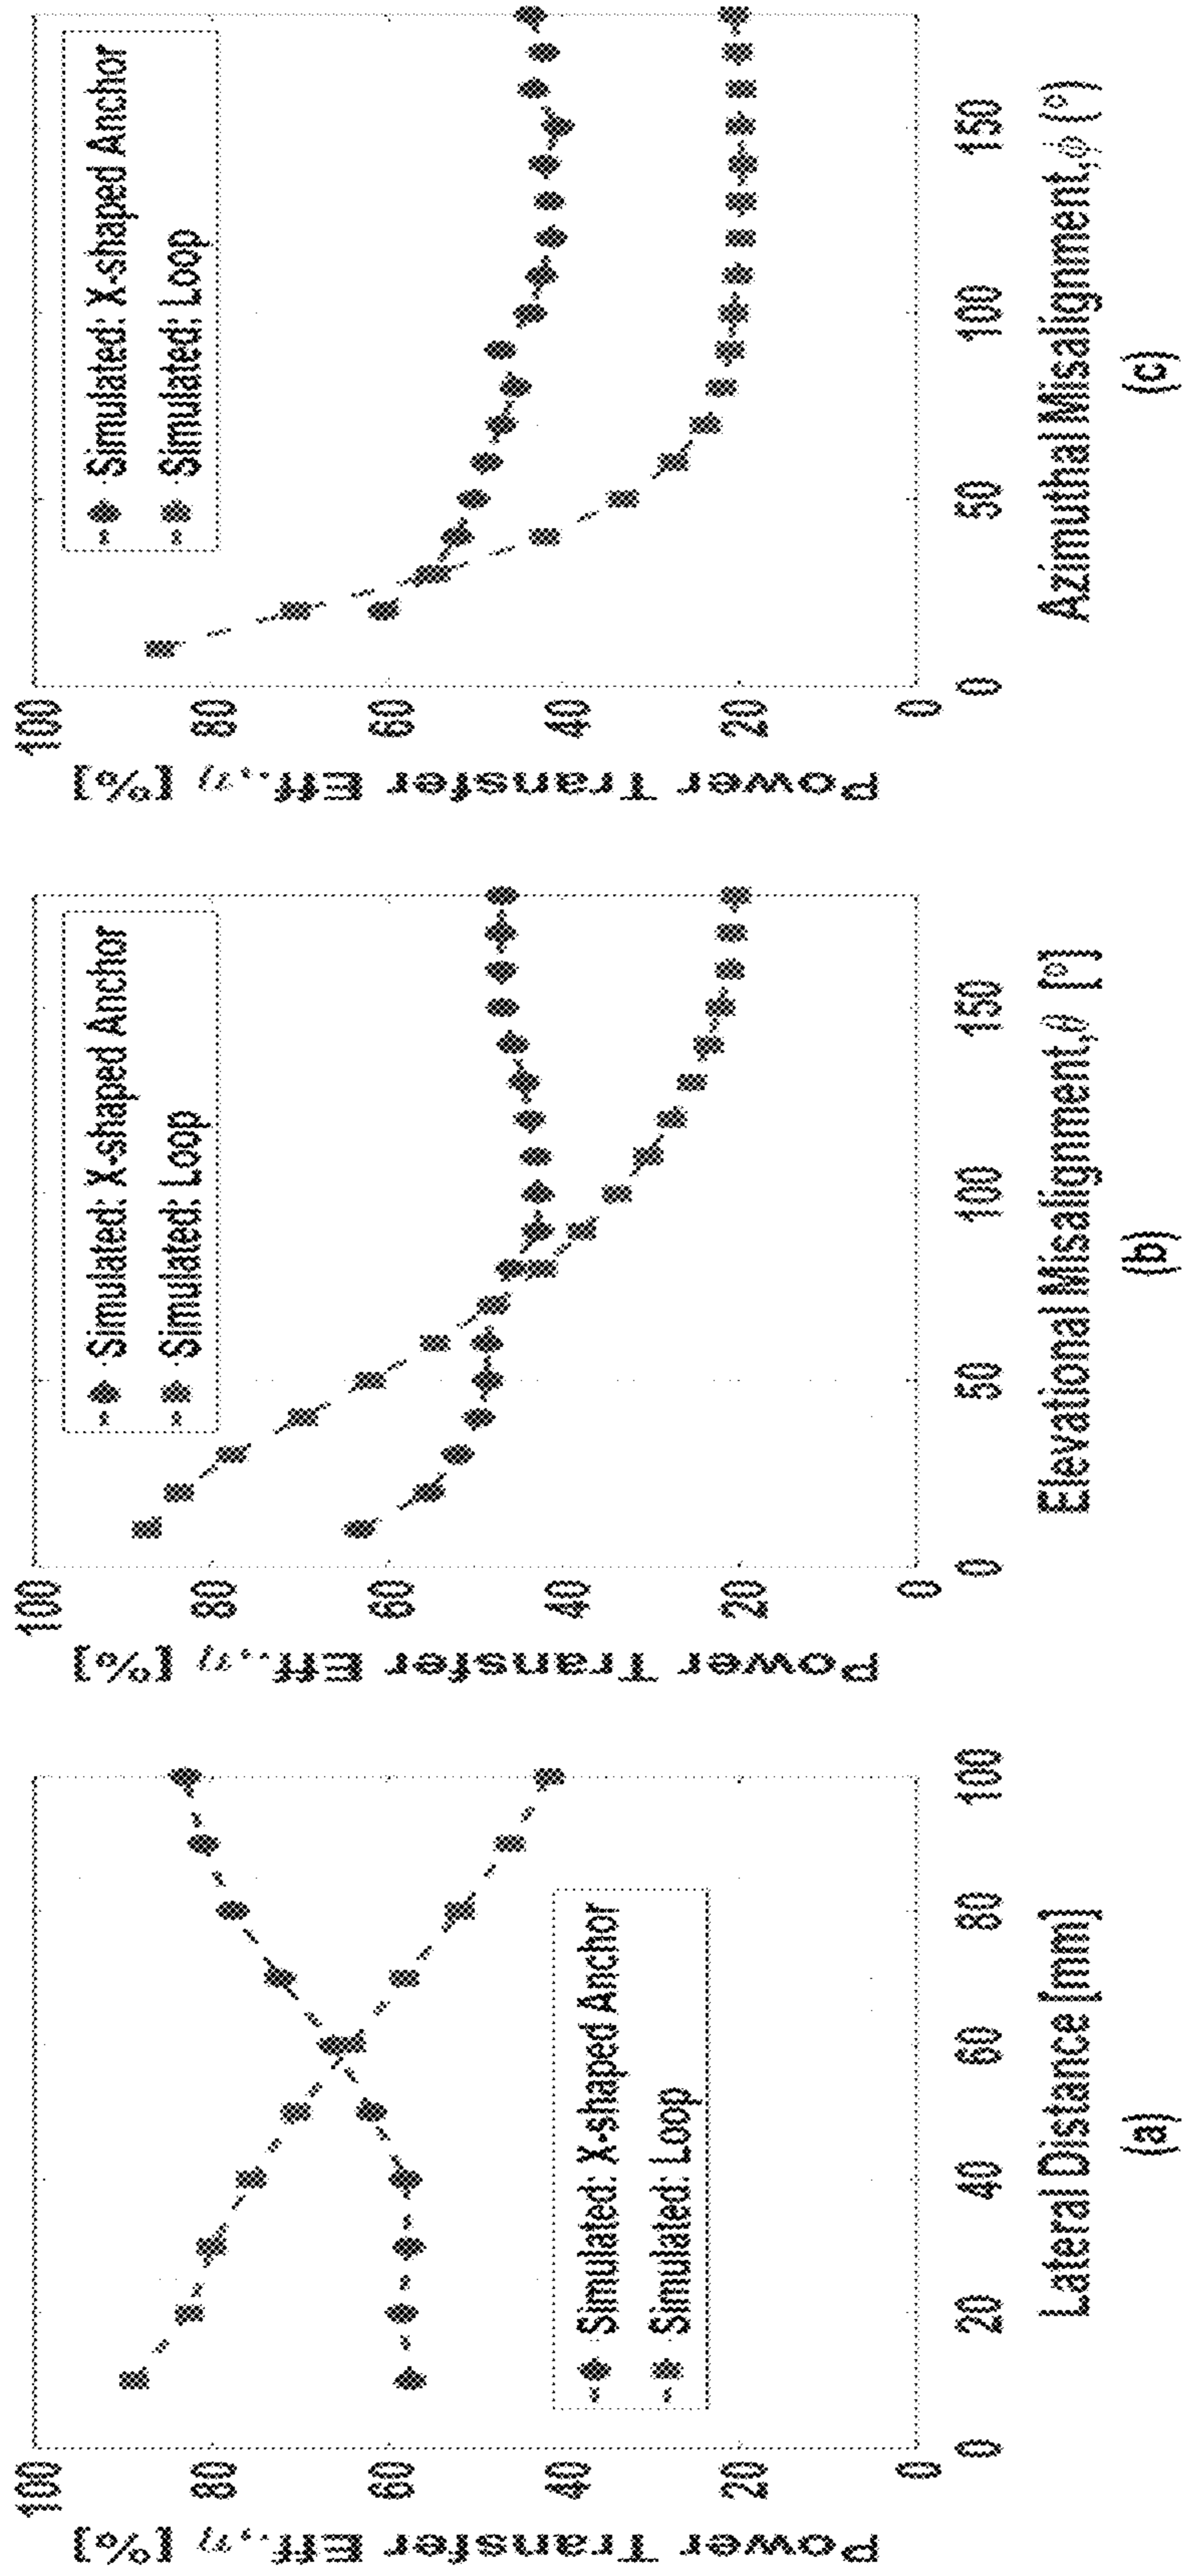 Power Transfer Eff., η [%]
100
80
60
40
20
0
Simulated: X-shaped Anchor
Simulated: Loop
0
20
40
60
80
100
Lateral Distance [mm]
(a)
Power Transfer Eff., η [%]
100
80
60
40
20
0
Simulated: X-shaped Anchor
Simulated: Loop
0
50
100
150
Elevational Misalignment,θ [°]
(b)
Power Transfer Eff., η [%]
100
80
60
40
20
0
Simulated: X-shaped Anchor
Simulated: Loop
0
50
100
150
Azimuthal Misalignment,ϕ (°)
(c)